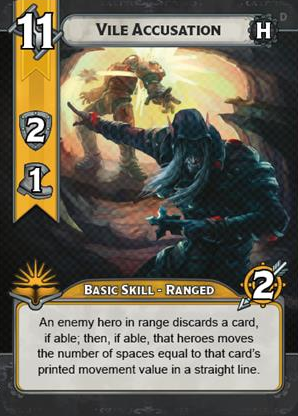 11
VILE ACCUSATION
H
D
2
1
BASIC SKILL - RANGED
2
An enemy hero in range discards a card,
if able; then, if able, that heroes moves
the number of spaces equal to that card's
printed movement value in a straight line.